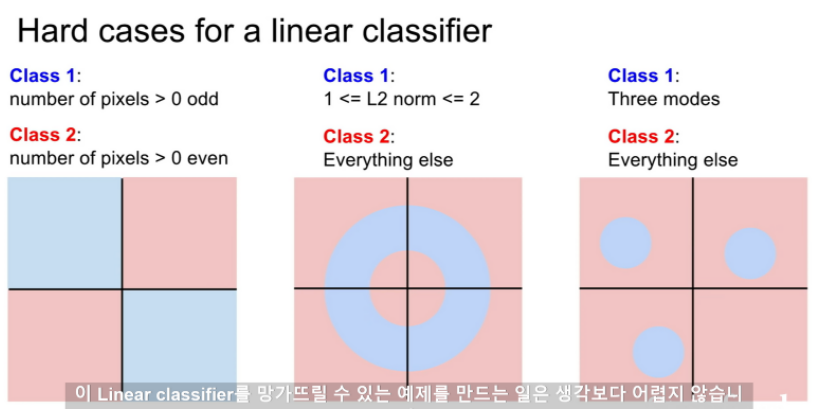 Hard cases for a linear classifier
Class 1:
number of pixels > 0 odd
Class 2:
number of pixels > 0 even
Class 1:
1 <= L2 norm <= 2
Class 2:
Everything else
Class 1:
Three modes
Class 2:
Everything else
이 Linear classifier를 망가뜨릴 수 있는 예제를 만드는 일은 생각보다 어렵지 않습니